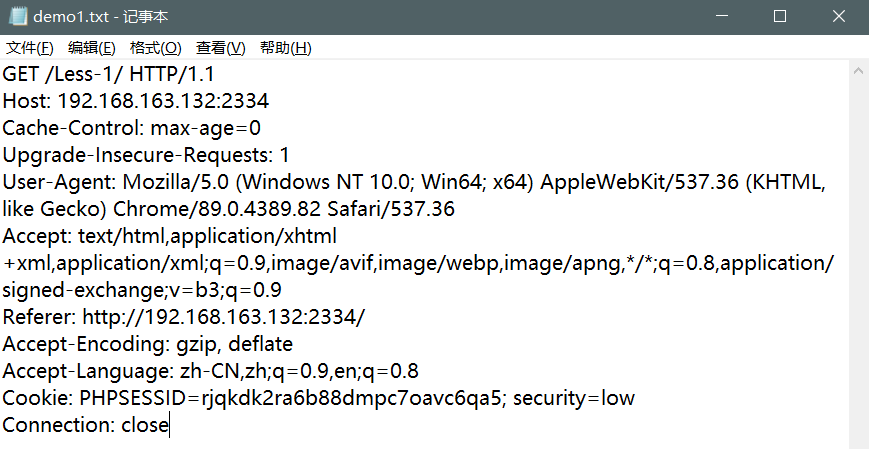 demo1.txt - 记事本
文件(F) 编辑(E) 格式(O) 查看(V) 帮助(H)
GET /Less-1/ HTTP/1.1
Host: 192.168.163.132:2334
Cache-Control: max-age=0
Upgrade-Insecure-Requests: 1
User-Agent: Mozilla/5.0 (Windows NT 10.0; Win64; x64) AppleWebKit/537.36 (KHTML,
like Gecko) Chrome/89.0.4389.82 Safari/537.36
Accept: text/html,application/xhtml
+xml,application/xml;q=0.9,image/avif,image/webp,image/apng,*/*;q=0.8,application/
signed-exchange;v=b3;q=0.9
Referer: http://192.168.163.132:2334/
Accept-Encoding: gzip, deflate
Accept-Language: zh-CN,zh;q=0.9,en;q=0.8
Cookie: PHPSESSID=rjqkdk2ra6b88dmpc7oavc6qa5; security=low
Connection: close